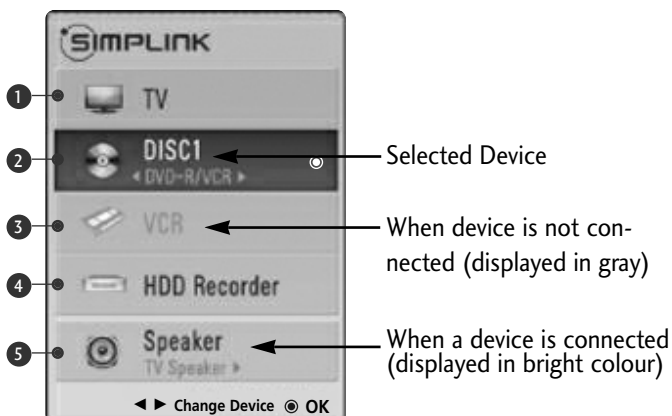 SIMPLINK
1 TV
2 DISC1
◄ DVD-R/VCR ►
Selected Device
3 VCR
When device is not con-
nected (displayed in gray)
4 HDD Recorder
5 Speaker
TV Speaker ►
When a device is connected
(displayed in bright colour)
◄ ► Change Device ◉ OK